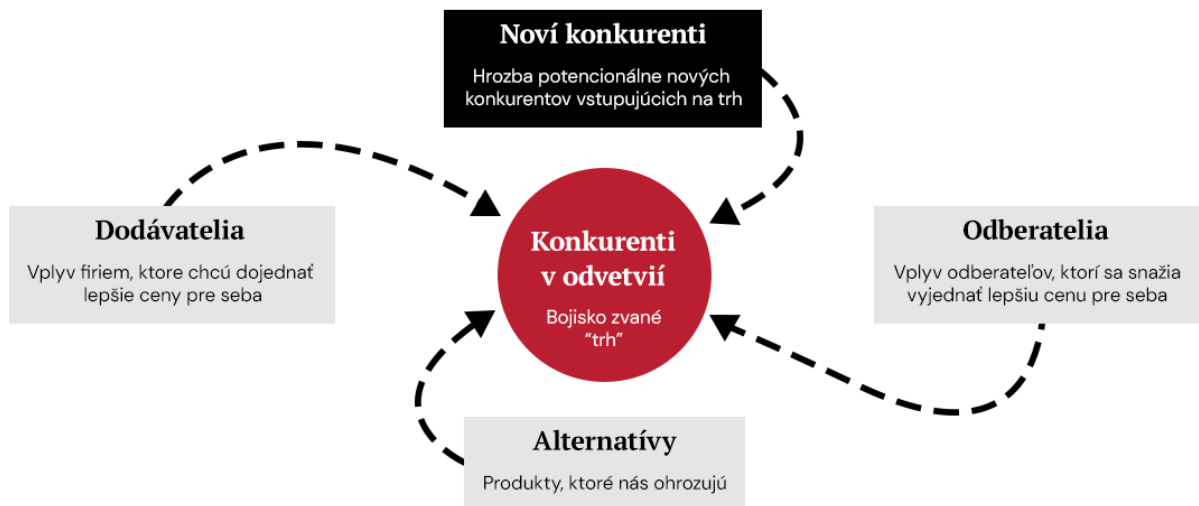 Noví konkurenti
Hrozba potencionálne nových
konkurentov vstupujúcich na trh
Dodávatelia
Vplyv firiem, ktore chcú dojednať
lepšie ceny pre seba
Konkurenti
v odvetvií
Bojisko zvané
“trh”
Odberatelia
Vplyv odberateľov, ktorí sa snažia
vyjednať lepšiu cenu pre seba
Alternatívy
Produkty, ktoré nás ohrozujú